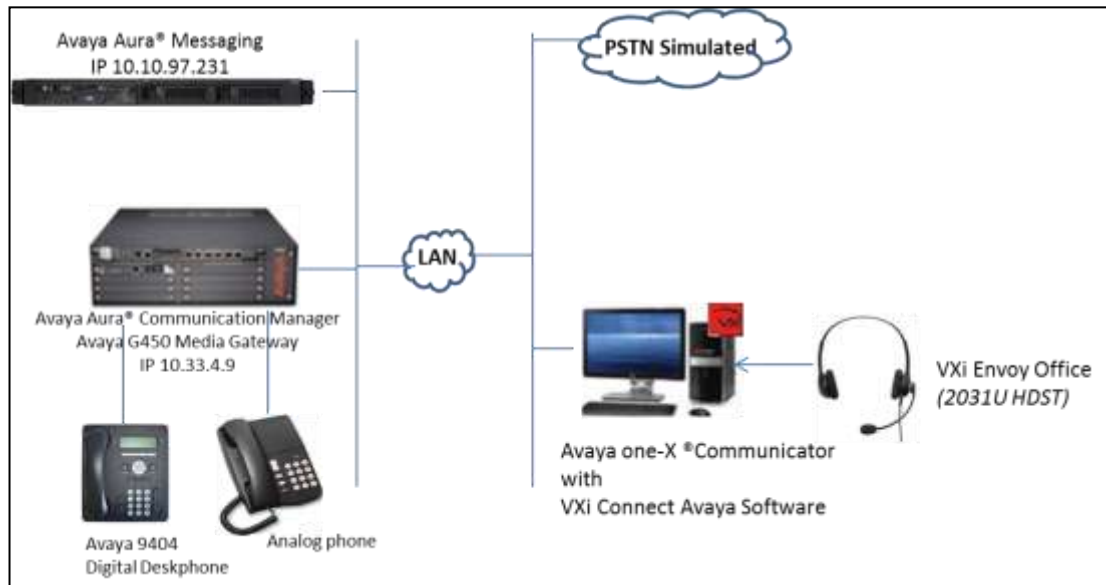 Avaya Aura® Messaging
IP 10.10.97.231
PSTN Simulated
LAN
Avaya Aura® Communication Manager
Avaya G450 Media Gateway
IP 10.33.4.9
Avaya 9404
Digital Deskphone
Analog phone
VXi
VXi Envoy Office
(2031U HDST)
Avaya one-X ®Communicator
with
VXi Connect Avaya Software